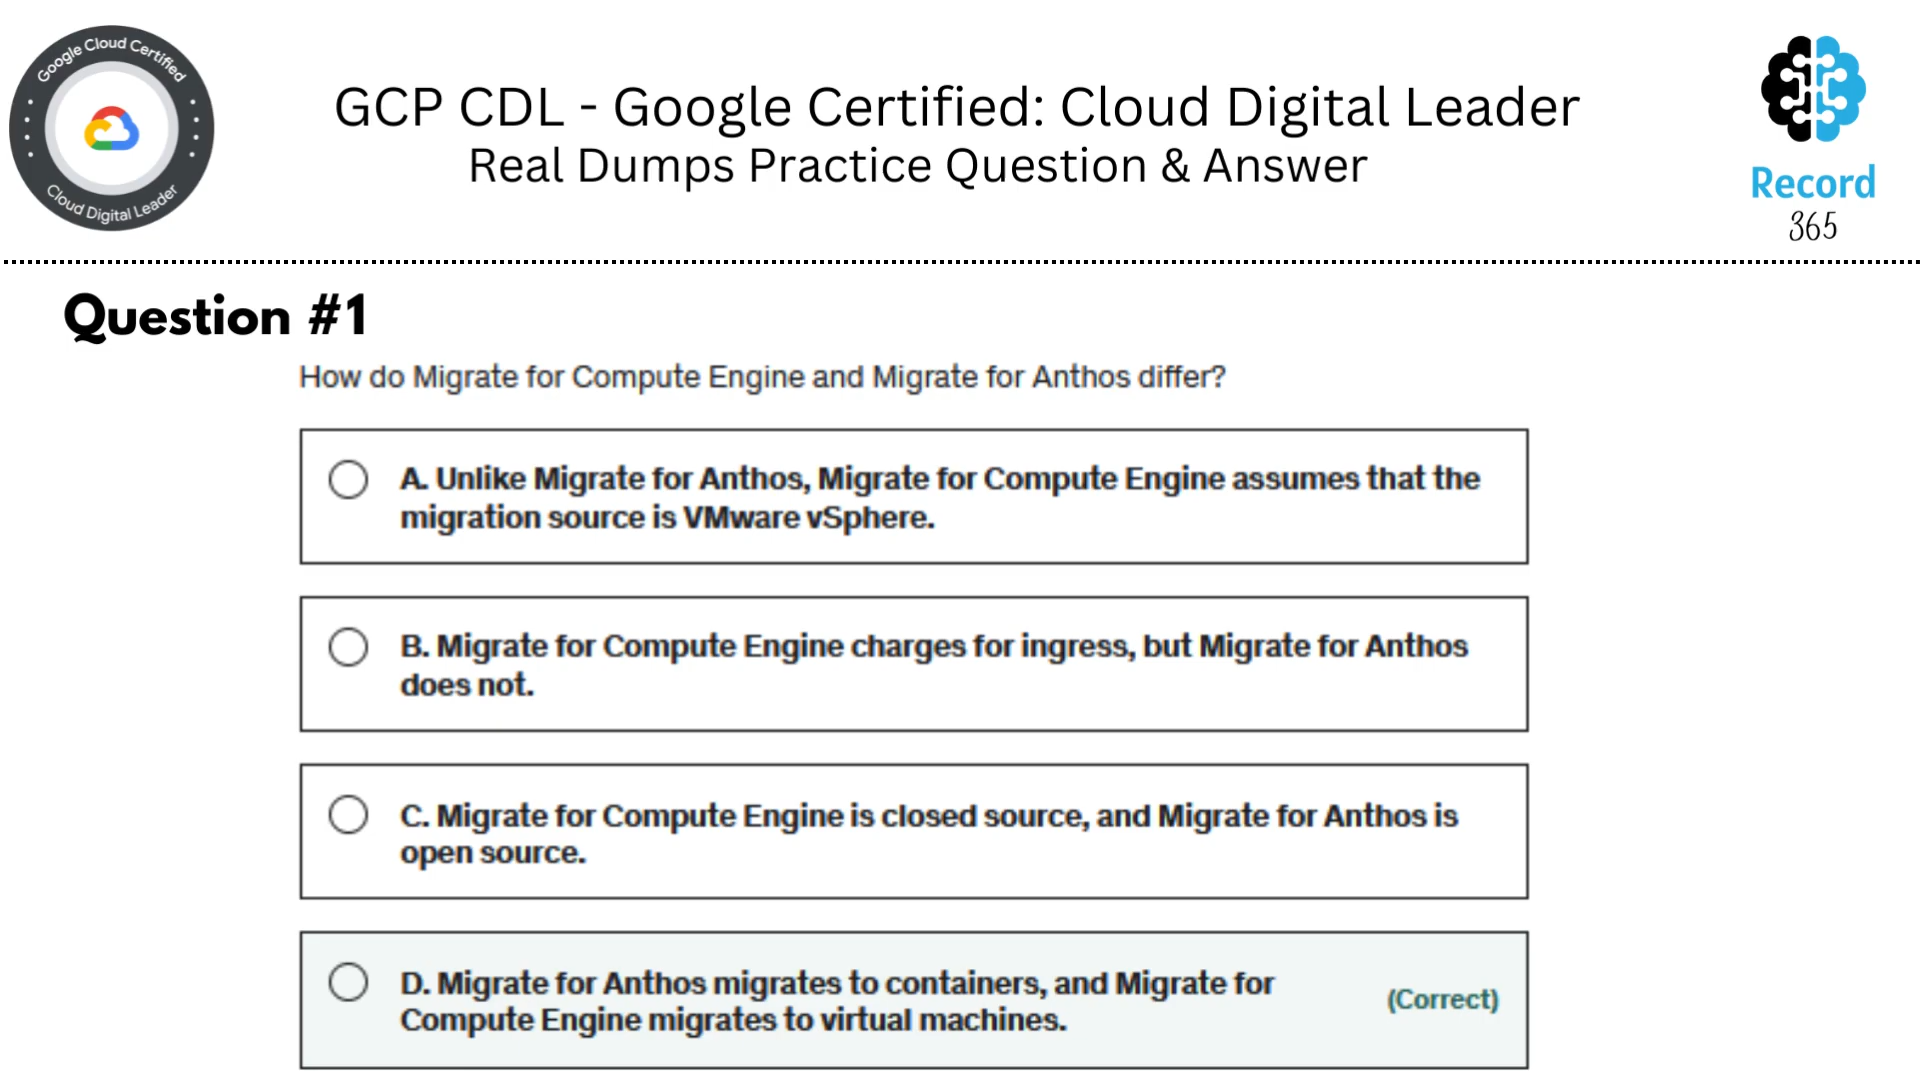 Google Cloud Certified
Cloud Digital Leader
GCP CDL - Google Certified: Cloud Digital Leader
Real Dumps Practice Question & Answer
Record
365
Question #1
How do Migrate for Compute Engine and Migrate for Anthos differ?
A. Unlike Migrate for Anthos, Migrate for Compute Engine assumes that the
migration source is VMware vSphere.
B. Migrate for Compute Engine charges for ingress, but Migrate for Anthos
does not.
C. Migrate for Compute Engine is closed source, and Migrate for Anthos is
open source.
D. Migrate for Anthos migrates to containers, and Migrate for
Compute Engine migrates to virtual machines.
(Correct)